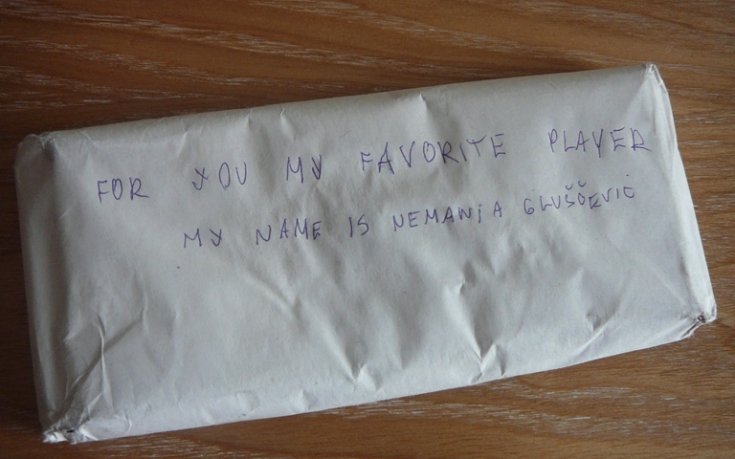 FOR YOU MY FAVORITE PLAYER
MY NAME IS NEMANjA GLUŠČEVIĆ